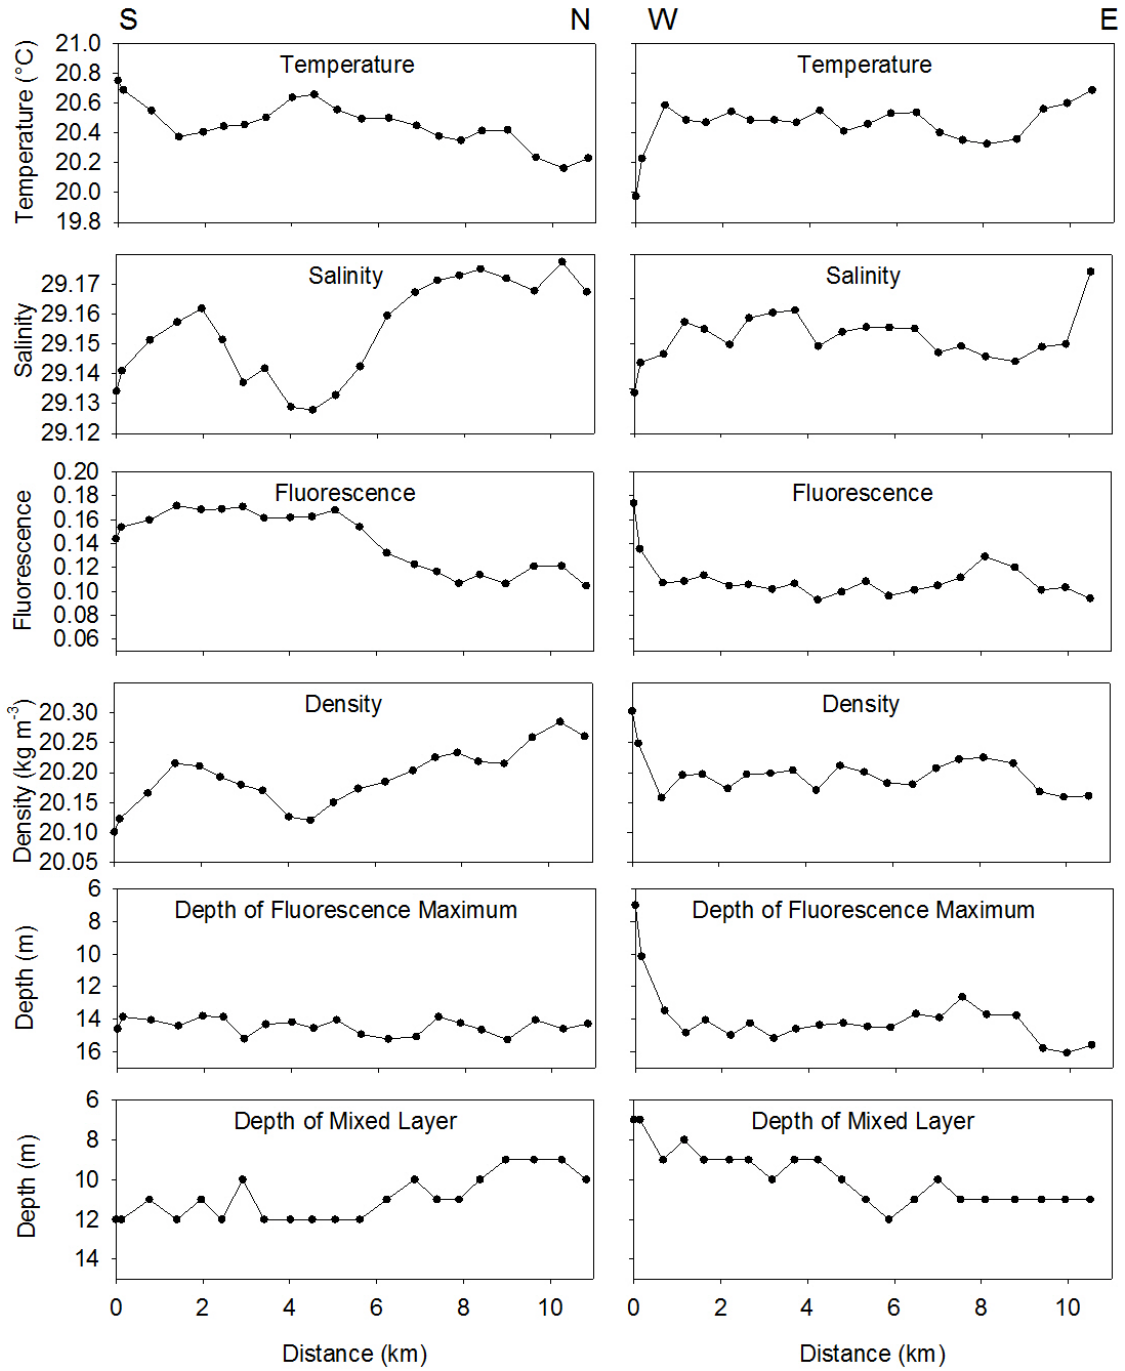 S N W E
Temperature (°C)
21.0
20.8
20.6
20.4
20.2
20.0
19.8
Temperature
Temperature
Salinity
29.17
29.16
29.15
29.14
29.13
29.12
Salinity
Salinity
Fluorescence
0.20
0.18
0.16
0.14
0.12
0.10
0.08
0.06
Fluorescence
Fluorescence
Density (kg m-3)
20.30
20.25
20.20
20.15
20.10
20.05
Density
Density
Depth (m)
6
8
10
12
14
16
Depth of Fluorescence Maximum
Depth of Fluorescence Maximum
Depth (m)
6
8
10
12
14
Depth of Mixed Layer
Depth of Mixed Layer
0 2 4 6 8 10
0 2 4 6 8 10
Distance (km)
Distance (km)